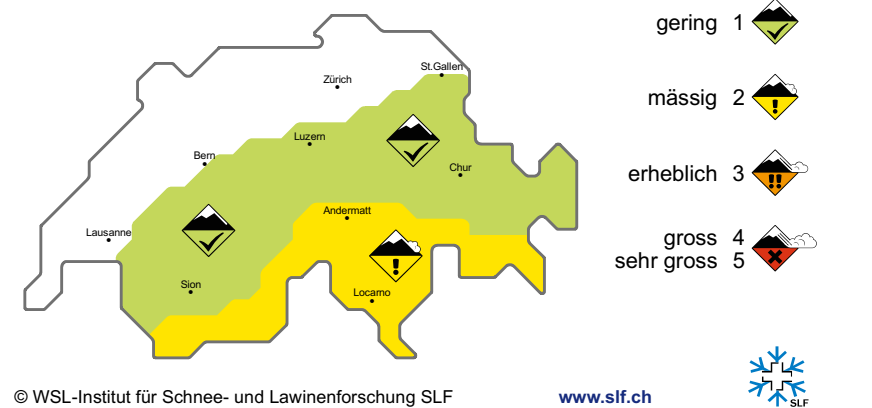 gering 1
St.Gallen
Zürich
mässig 2
Luzern
Bern
Chur
erheblich 3
Andermatt
Lausanne
gross 4
sehr gross 5
Sion
Locarno
© WSL-Institut für Schnee- und Lawinenforschung SLF
www.slf.ch
SLF